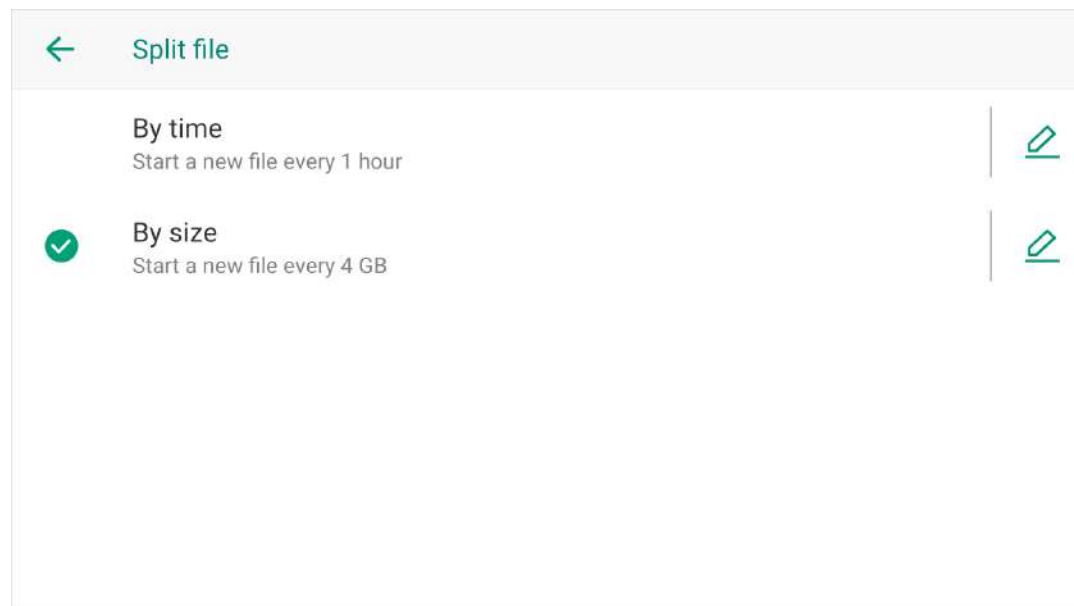 Split file
By time
Start a new file every 1 hour
By size
Start a new file every 4 GB